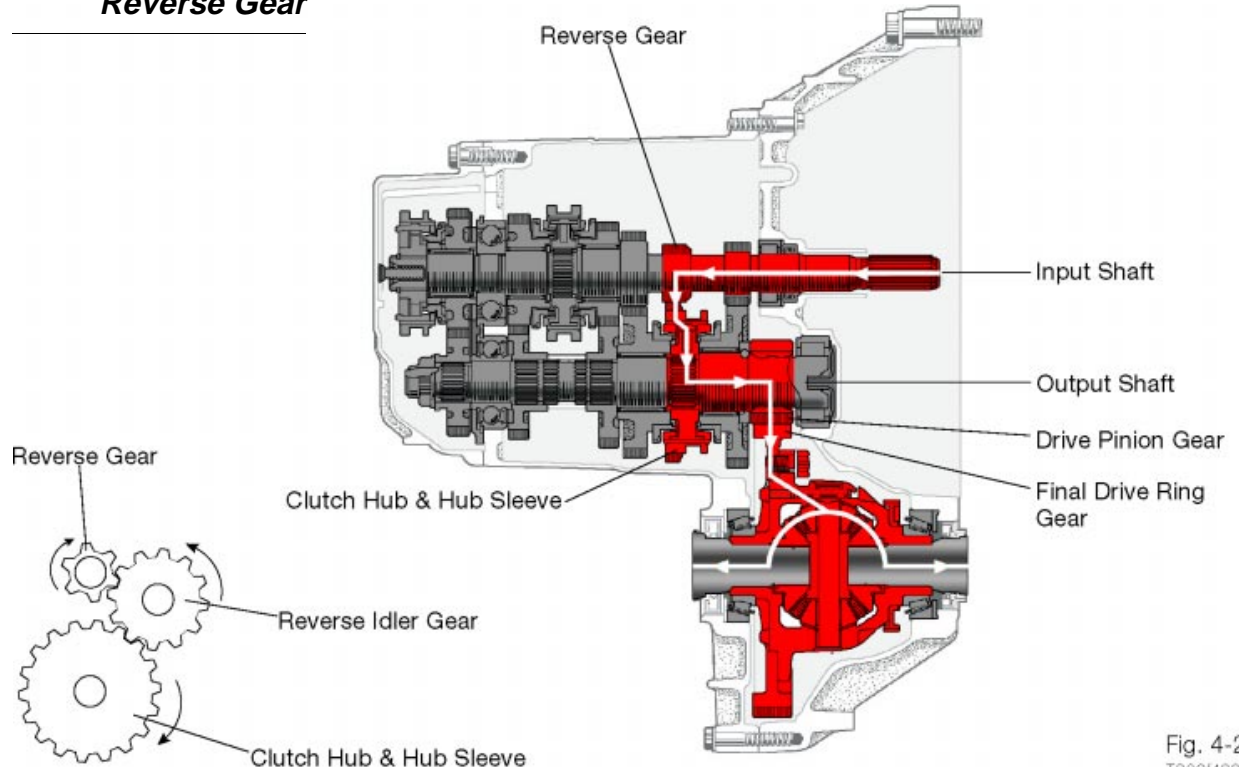 Reverse Gear
Reverse Gear
Input Shaft
Output Shaft
Drive Pinion Gear
Final Drive Ring
Gear
Clutch Hub & Hub Sleeve
Reverse Gear
Reverse Idler Gear
Clutch Hub & Hub Sleeve
Fig. 4-2